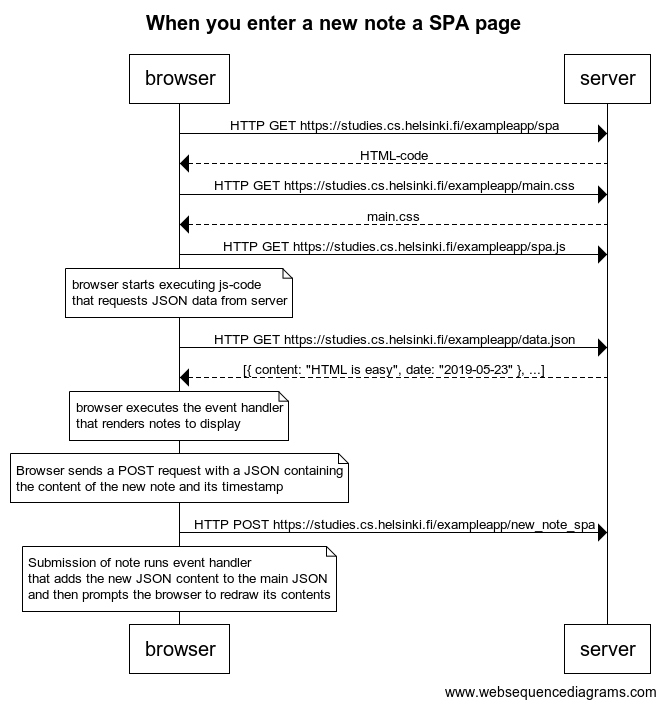 When you enter a new note a SPA page
browser
server
HTTP GET https://studies.cs.helsinki.fi/exampleapp/spa
HTML-code
HTTP GET https://studies.cs.helsinki.fi/exampleapp/main.css
main.css
HTTP GET https://studies.cs.helsinki.fi/exampleapp/spa.js
browser starts executing js-code
that requests JSON data from server
HTTP GET https://studies.cs.helsinki.fi/exampleapp/data.json
[{ content: "HTML is easy", date: "2019-05-23" }, ...]
browser executes the event handler
that renders notes to display
Browser sends a POST request with a JSON containing
the content of the new note and its timestamp
HTTP POST https://studies.cs.helsinki.fi/exampleapp/new_note_spa
Submission of note runs event handler
that adds the new JSON content to the main JSON
and then prompts the browser to redraw its contents
browser
server
www.websequencediagrams.com